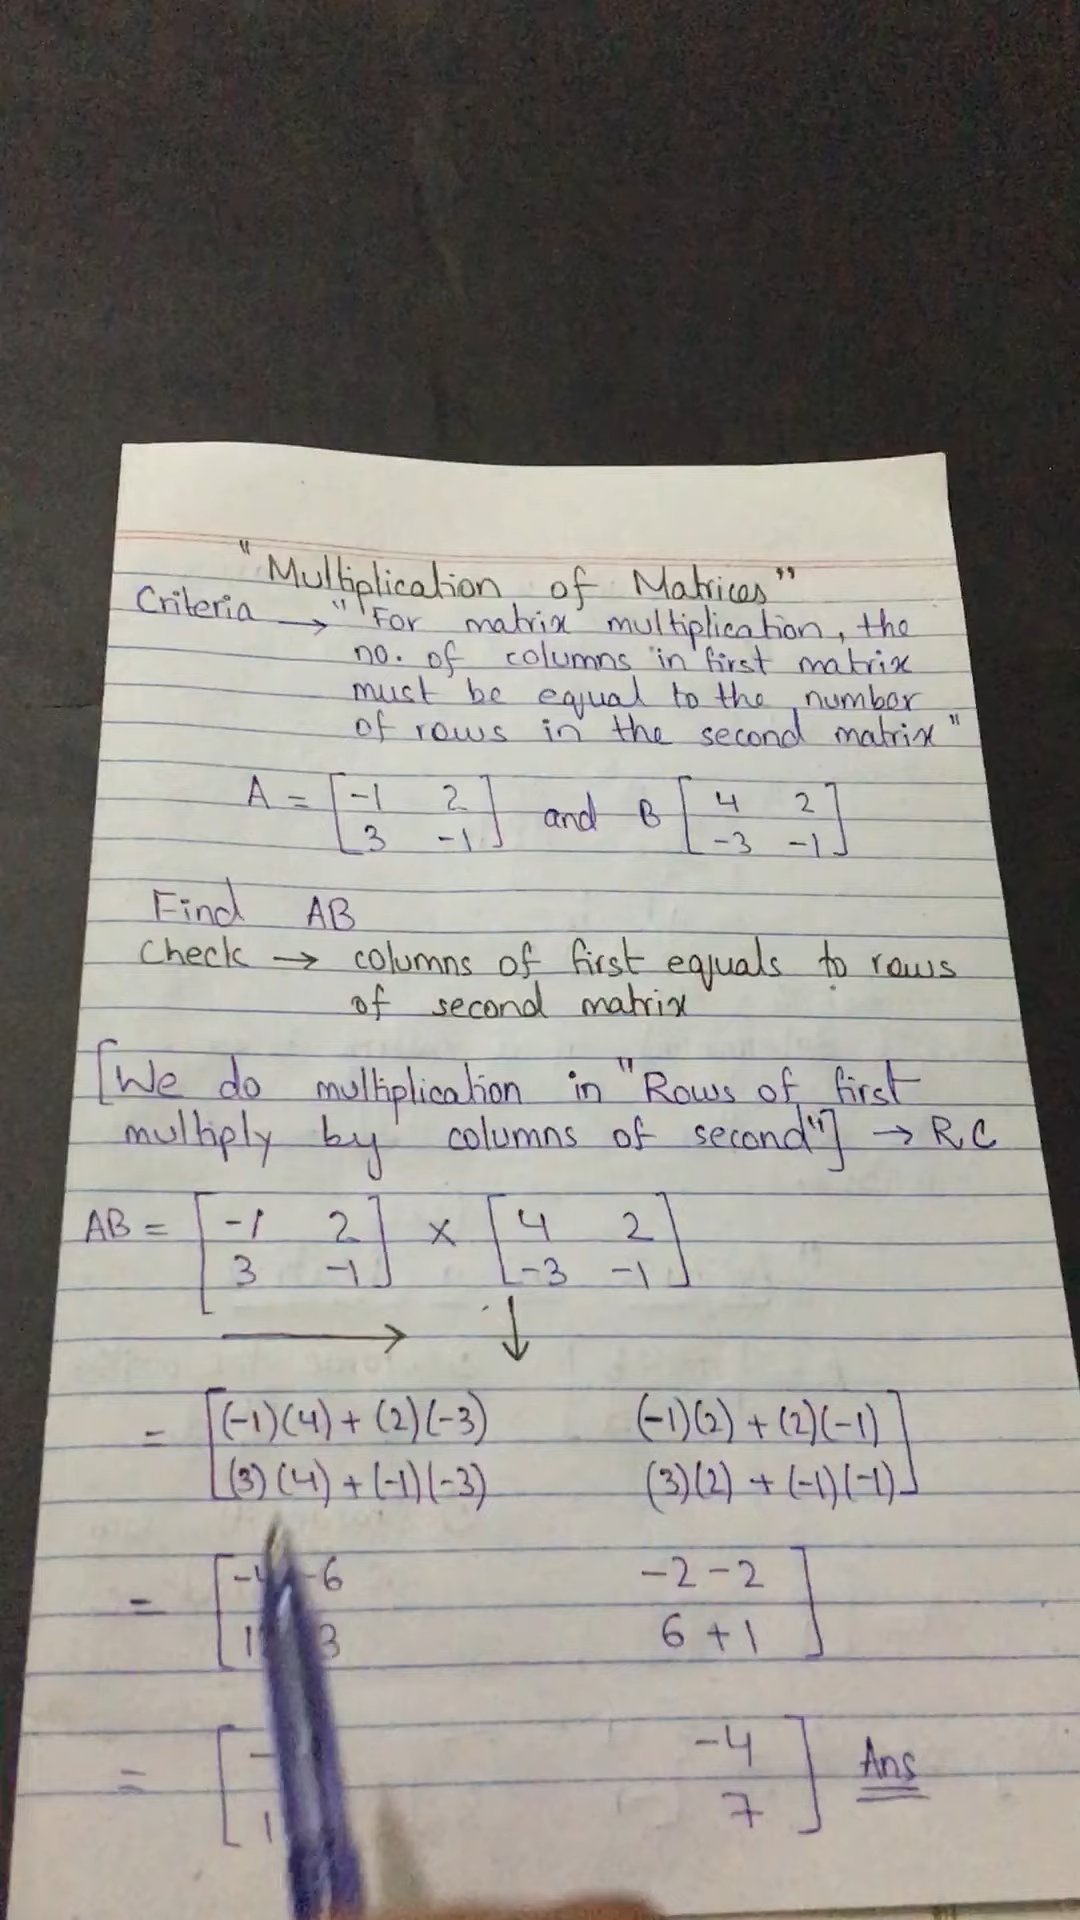 "Multiplication of Matrices"
Criteria → "For matrix multiplication, the
no. of columns in first matrix
must be equal to the number
of rows in the second matrix"
A = [-1 2 and B [4 2
3 -1] -3 -1]
Find AB
Check → columns of first equals to rows
of second matrix
[We do multiplication in "Rows of first
multiply by columns of second"] → RC
AB = [-1 2 × [4 2
3 -1] -3 -1]
→ ↓
= [(-1)(4) + (2)(-3) (-1)(2) + (2)(-1)
(3)(4) + (-1)(-3) (3)(2) + (-1)(-1)]
= [ -6 -2 -2
3 6 + 1]
= [ -4 Ans
7]